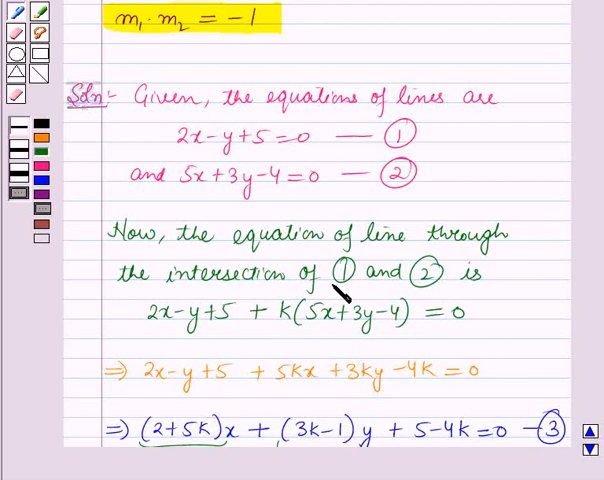 m₁ · m₂ = -1
Soln:- Given, the equations of lines are
2x-y+5=0 — ①
and 5x+3y-4=0 — ②
Now, the equation of line through
the intersection of ① and ② is
2x-y+5 + k(5x+3y-4) = 0
⇒ 2x-y+5 + 5kx +3ky -4k = 0
⇒ (2+5k)x + (3k-1)y + 5-4k=0 -③